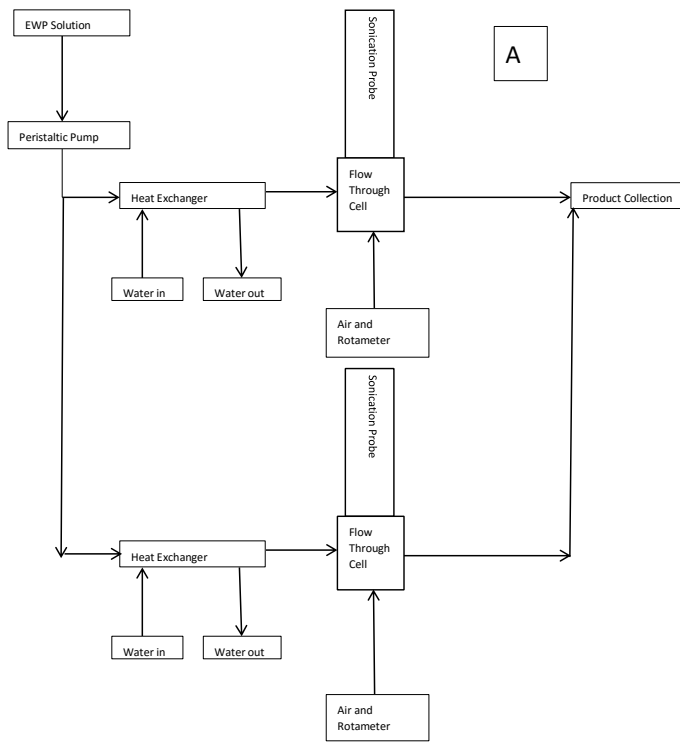 EWP Solution
Sonication Probe
A
Peristaltic Pump
Flow
Through
Cell
Heat Exchanger
Product Collection
Water in
Water out
Air and
Rotameter
Sonication Probe
Flow
Through
Cell
Heat Exchanger
Water in
Water out
Air and
Rotameter